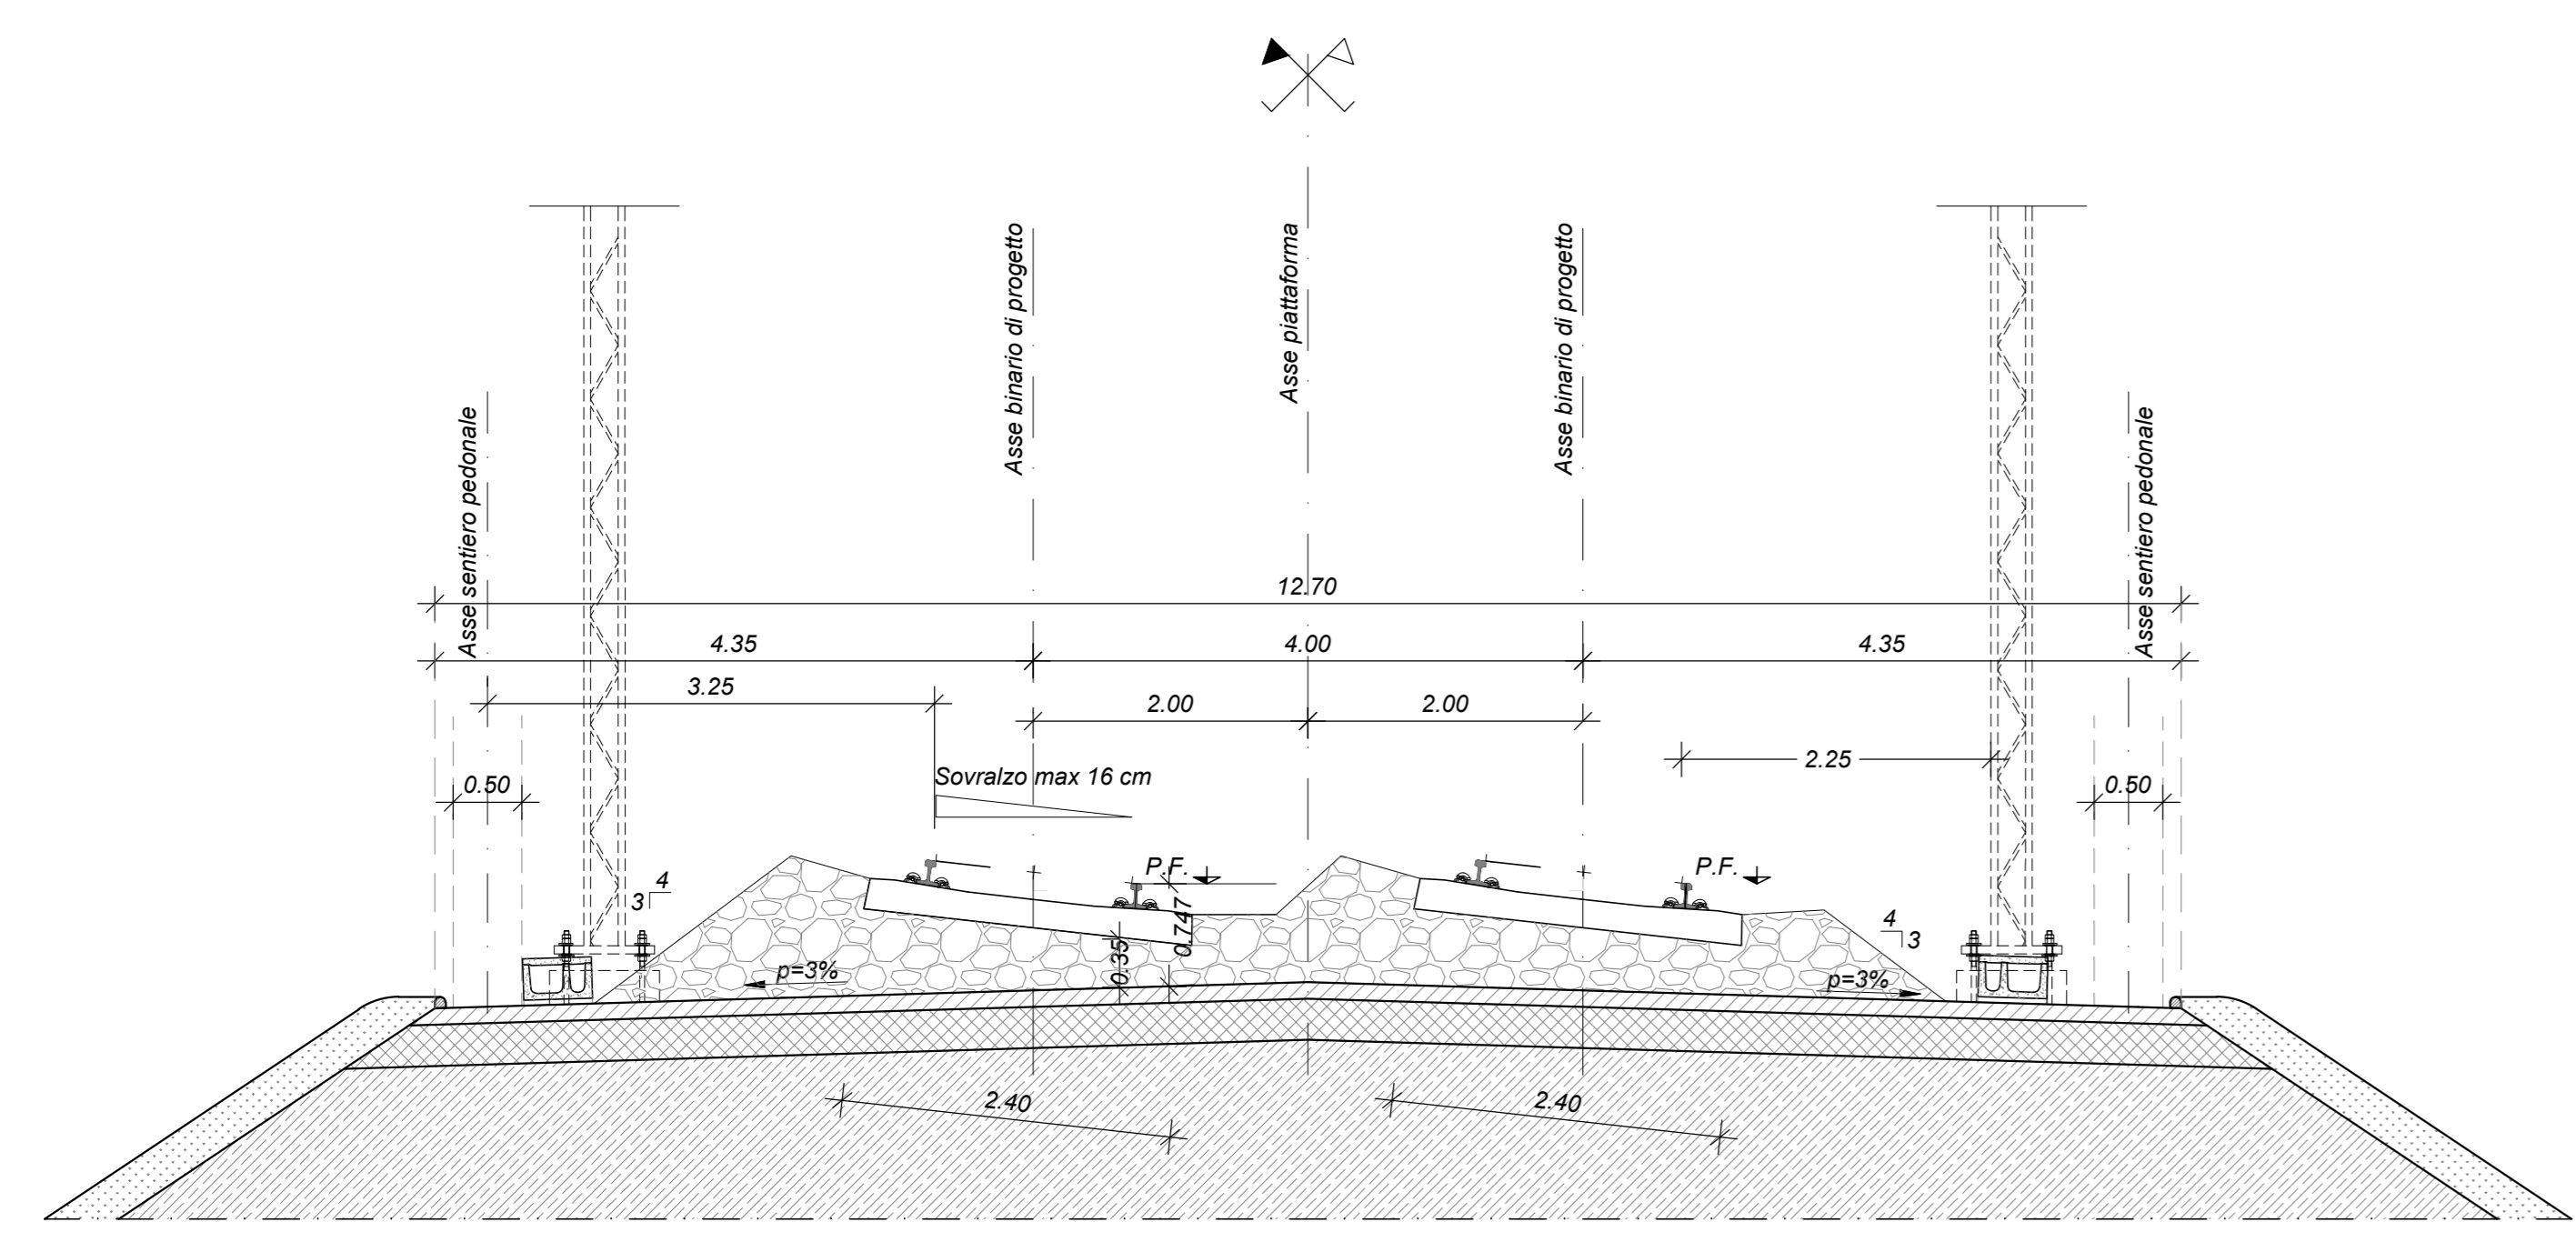 Asse binario di progetto
Asse piattaforma
Asse binario di progetto
Asse sentiero pedonale
Asse sentiero pedonale
12.70
4.35
4.00
4.35
3.25
2.00
2.00
2.25
Sovralzo max 16 cm
0.50
0.50
P.F.
P.F.
4
3
4
3
0.35
0.747
p=3%
p=3%
2.40
2.40